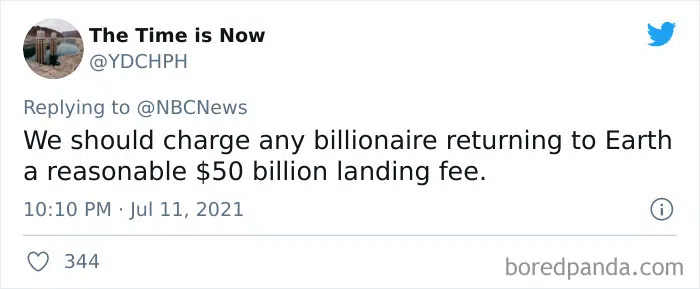 The Time is Now
@YDCHPH
Replying to @NBCNews
We should charge any billionaire returning to Earth
a reasonable $50 billion landing fee.
10:10 PM · Jul 11, 2021
344
boredpanda.com